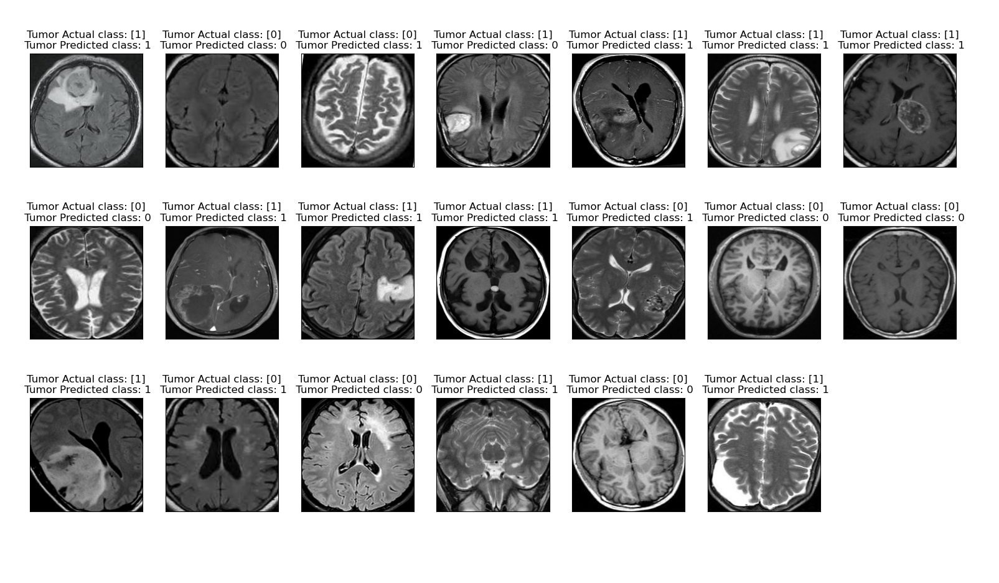 Tumor Actual class: [1]
Tumor Predicted class: 1
Tumor Actual class: [0]
Tumor Predicted class: 0
Tumor Actual class: [0]
Tumor Predicted class: 1
Tumor Actual class: [1]
Tumor Predicted class: 0
Tumor Actual class: [1]
Tumor Predicted class: 1
Tumor Actual class: [1]
Tumor Predicted class: 1
Tumor Actual class: [1]
Tumor Predicted class: 1
Tumor Actual class: [0]
Tumor Predicted class: 0
Tumor Actual class: [1]
Tumor Predicted class: 1
Tumor Actual class: [1]
Tumor Predicted class: 1
Tumor Actual class: [1]
Tumor Predicted class: 1
Tumor Actual class: [0]
Tumor Predicted class: 1
Tumor Actual class: [0]
Tumor Predicted class: 0
Tumor Actual class: [0]
Tumor Predicted class: 0
Tumor Actual class: [1]
Tumor Predicted class: 1
Tumor Actual class: [0]
Tumor Predicted class: 1
Tumor Actual class: [0]
Tumor Predicted class: 0
Tumor Actual class: [1]
Tumor Predicted class: 1
Tumor Actual class: [0]
Tumor Predicted class: 0
Tumor Actual class: [1]
Tumor Predicted class: 1